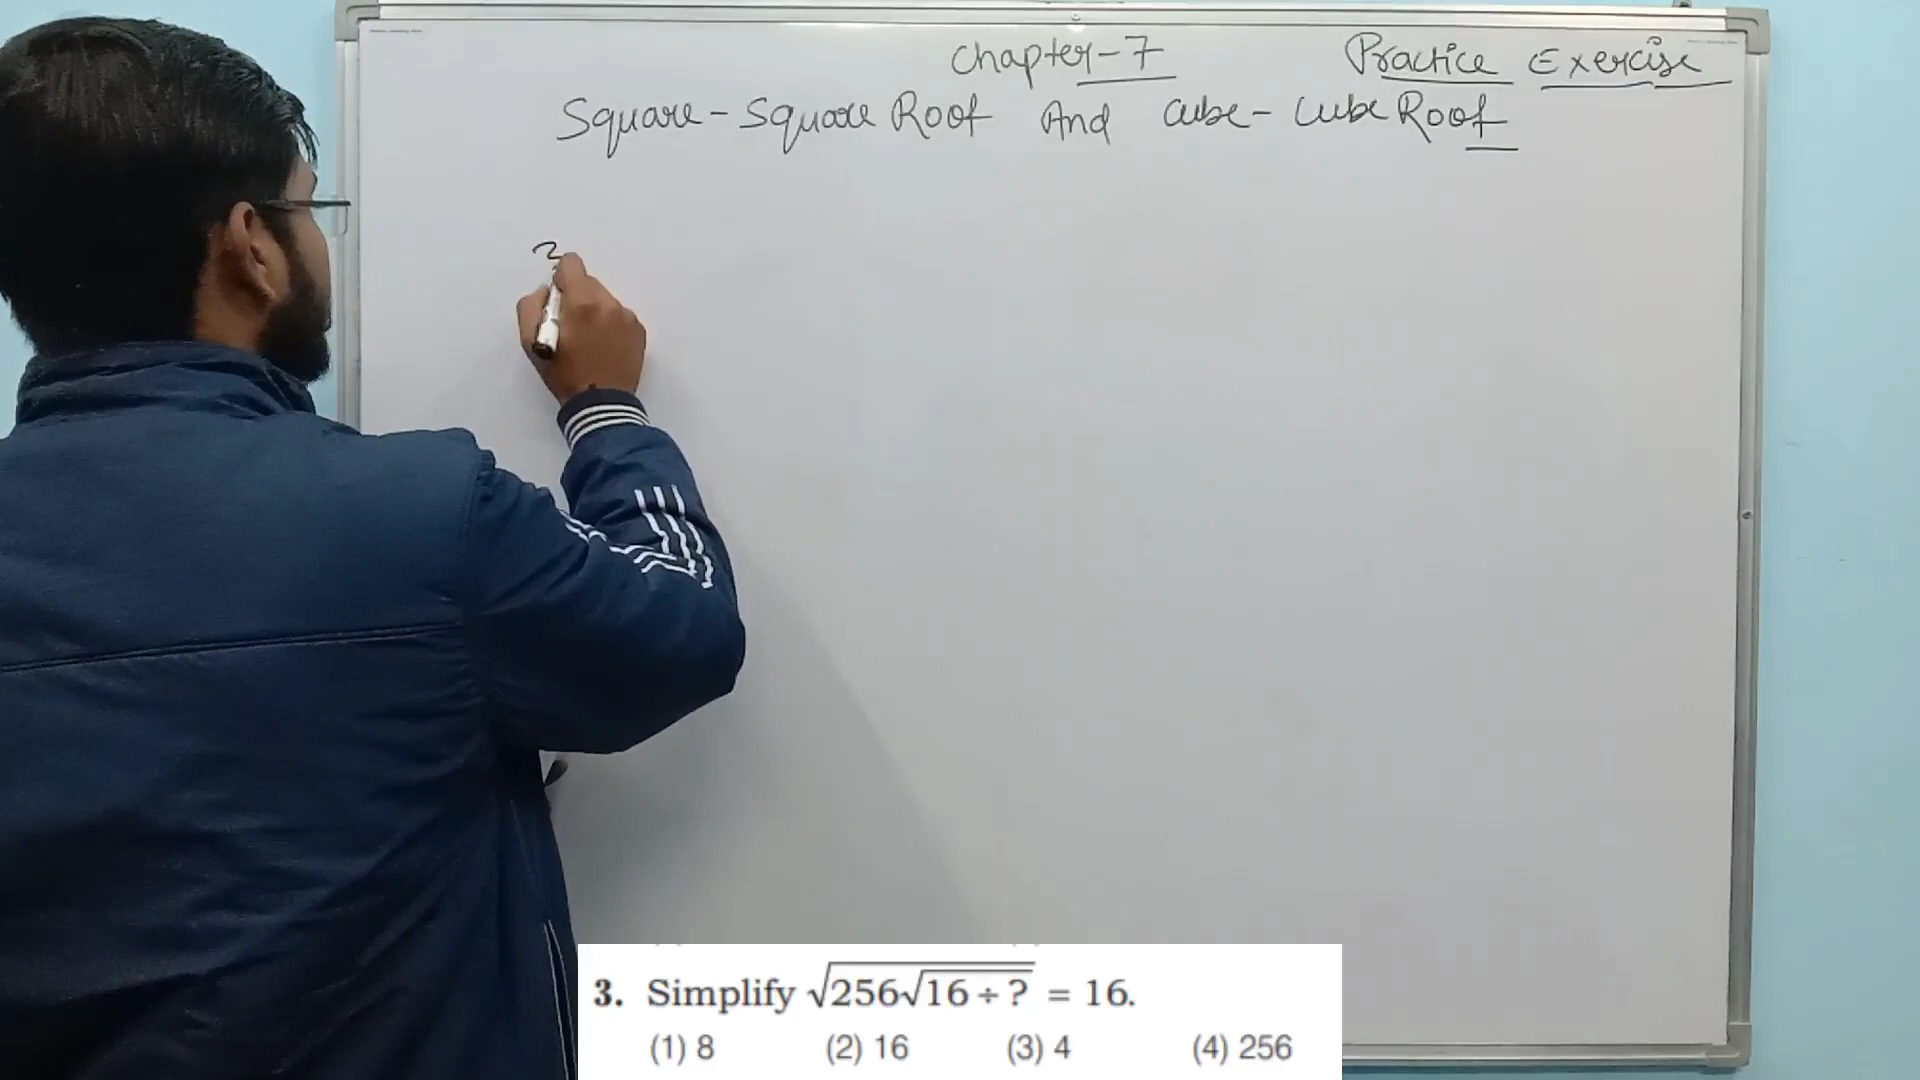 Chapter-7 Practice Exercise
Square-Square Root And Cube-Cube Root
3
3. Simplify √256√16 ÷ ? = 16.
(1) 8 (2) 16 (3) 4 (4) 256